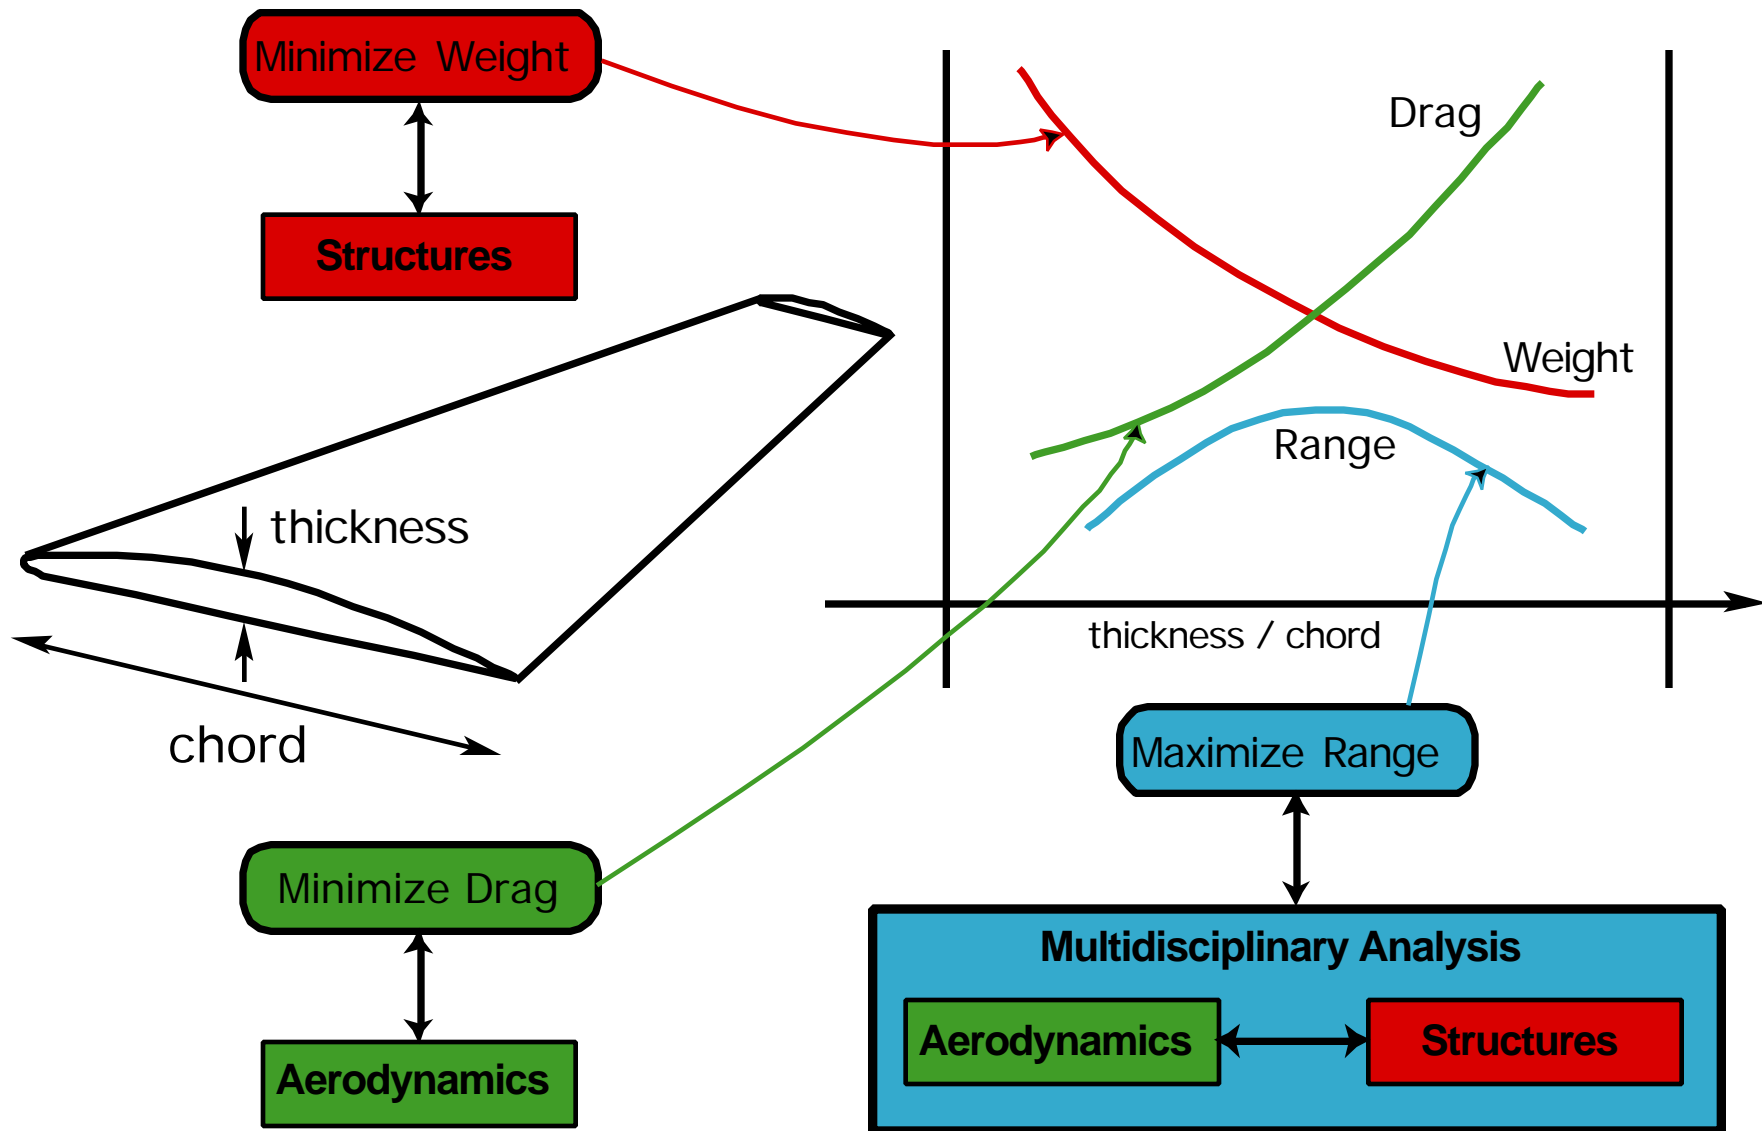 Minimize Weight
Structures
Drag
Weight
Range
thickness
thickness / chord
chord
Maximize Range
Minimize Drag
Multidisciplinary Analysis
Aerodynamics
Structures
Aerodynamics